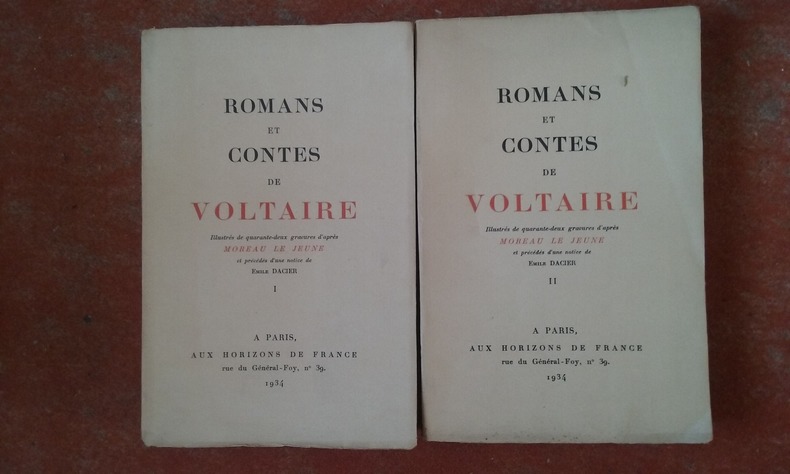 ROMANS
ET
CONTES
DE
VOLTAIRE
Illustrés de quarante-deux gravures d'après
MOREAU LE JEUNE
et précédés d'une notice de
EMILE DACIER
I
A PARIS,
AUX HORIZONS DE FRANCE
rue du Général-Foy, nº 39.
1934
ROMANS
ET
CONTES
DE
VOLTAIRE
Illustrés de quarante-deux gravures d'après
MOREAU LE JEUNE
et précédés d'une notice de
EMILE DACIER
II
A PARIS,
AUX HORIZONS DE FRANCE
rue du Général-Foy, nº 39.
1934